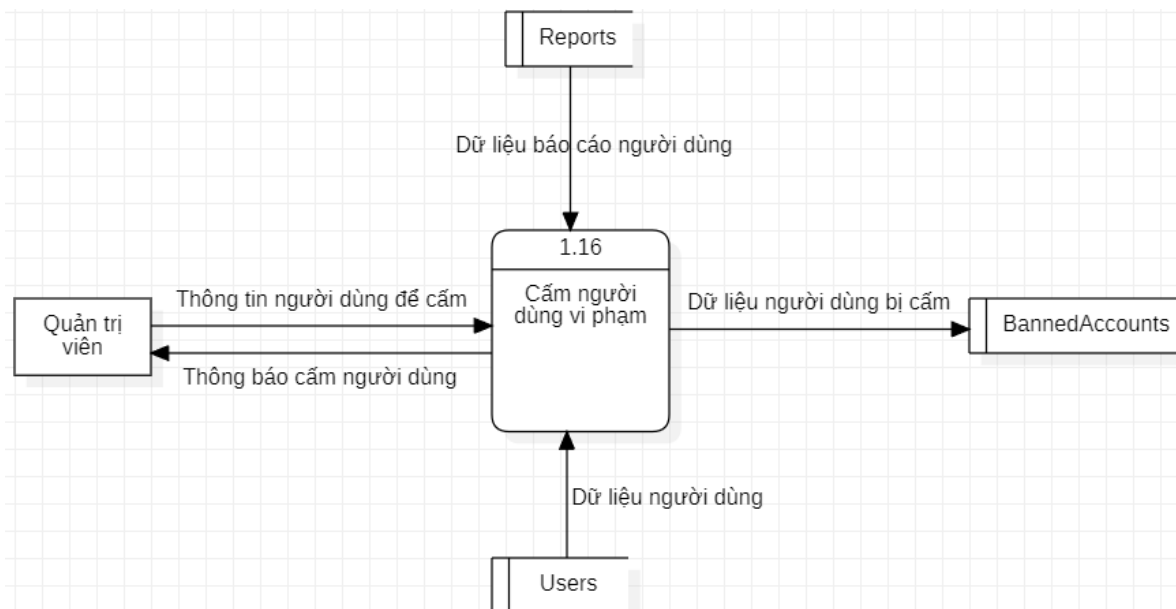 Reports
Dữ liệu báo cáo người dùng
1.16
Cấm người
dùng vi phạm
Thông tin người dùng để cấm
Dữ liệu người dùng bị cấm
Quản trị
viên
BannedAccounts
Thông báo cấm người dùng
Dữ liệu người dùng
Users